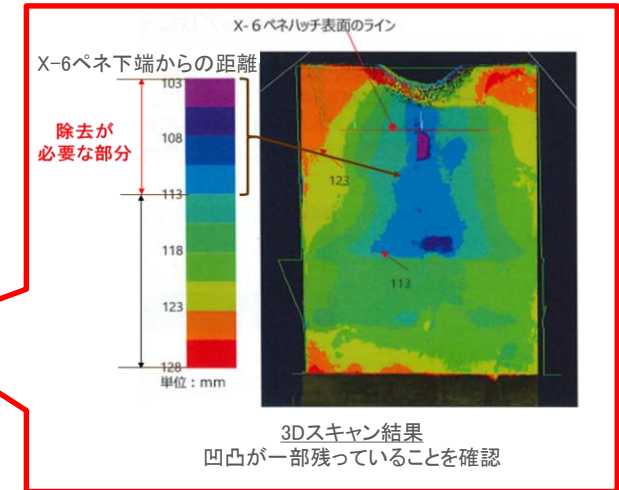 X-6ペネハッチ表面のライン
X-6ペネ下端からの距離
103
除去が
必要な部分
108
113
118
123
128
単位：mm
123
113
3Dスキャン結果
凹凸が一部残っていることを確認